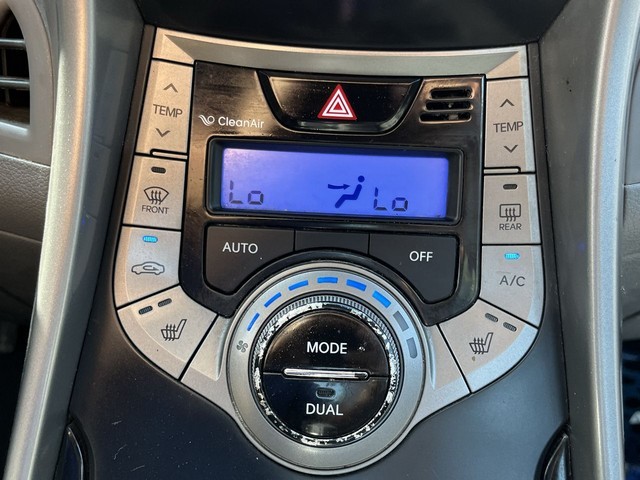 TEMP
CleanAir
TEMP
Lo Lo
FRONT
REAR
AUTO
OFF
A/C
MODE
DUAL